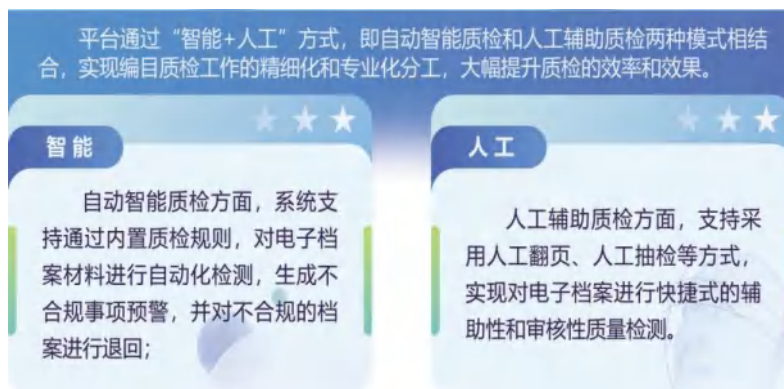 平台通过“智能+人工”方式，即自动智能质检和人工辅助质检两种模式相结
合，实现编目质检工作的精细化和专业化分工，大幅提升质检的效率和效果。
智能
自动智能质检方面，系统支
持通过内置质检规则，对电子档
案材料进行自动化检测，生成不
合规事项预警，并对不合规的档
案进行退回；
人工
人工辅助质检方面，支持采
用人工翻页、人工抽检等方式，
实现对电子档案进行快捷式的辅
助性和审核性质量检测。